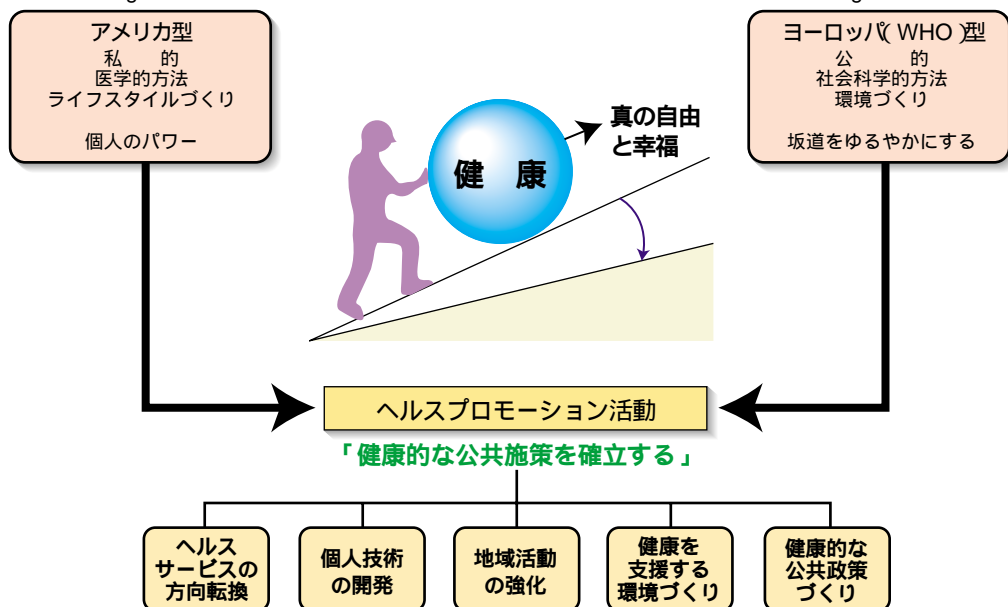 アメリカ型
私 的
医学的方法
ライフスタイルづくり
個人のパワー
ヨーロッパ(WHO)型
公 的
社会科学的方法
環境づくり
坂道をゆるやかにする
健 康
真の自由
と幸福
ヘルスプロモーション活動
「健康的な公共施策を確立する」
ヘルス
サービスの
方向転換
個人技術
の開発
地域活動
の強化
健康を
支援する
環境づくり
健康的な
公共政策
づくり